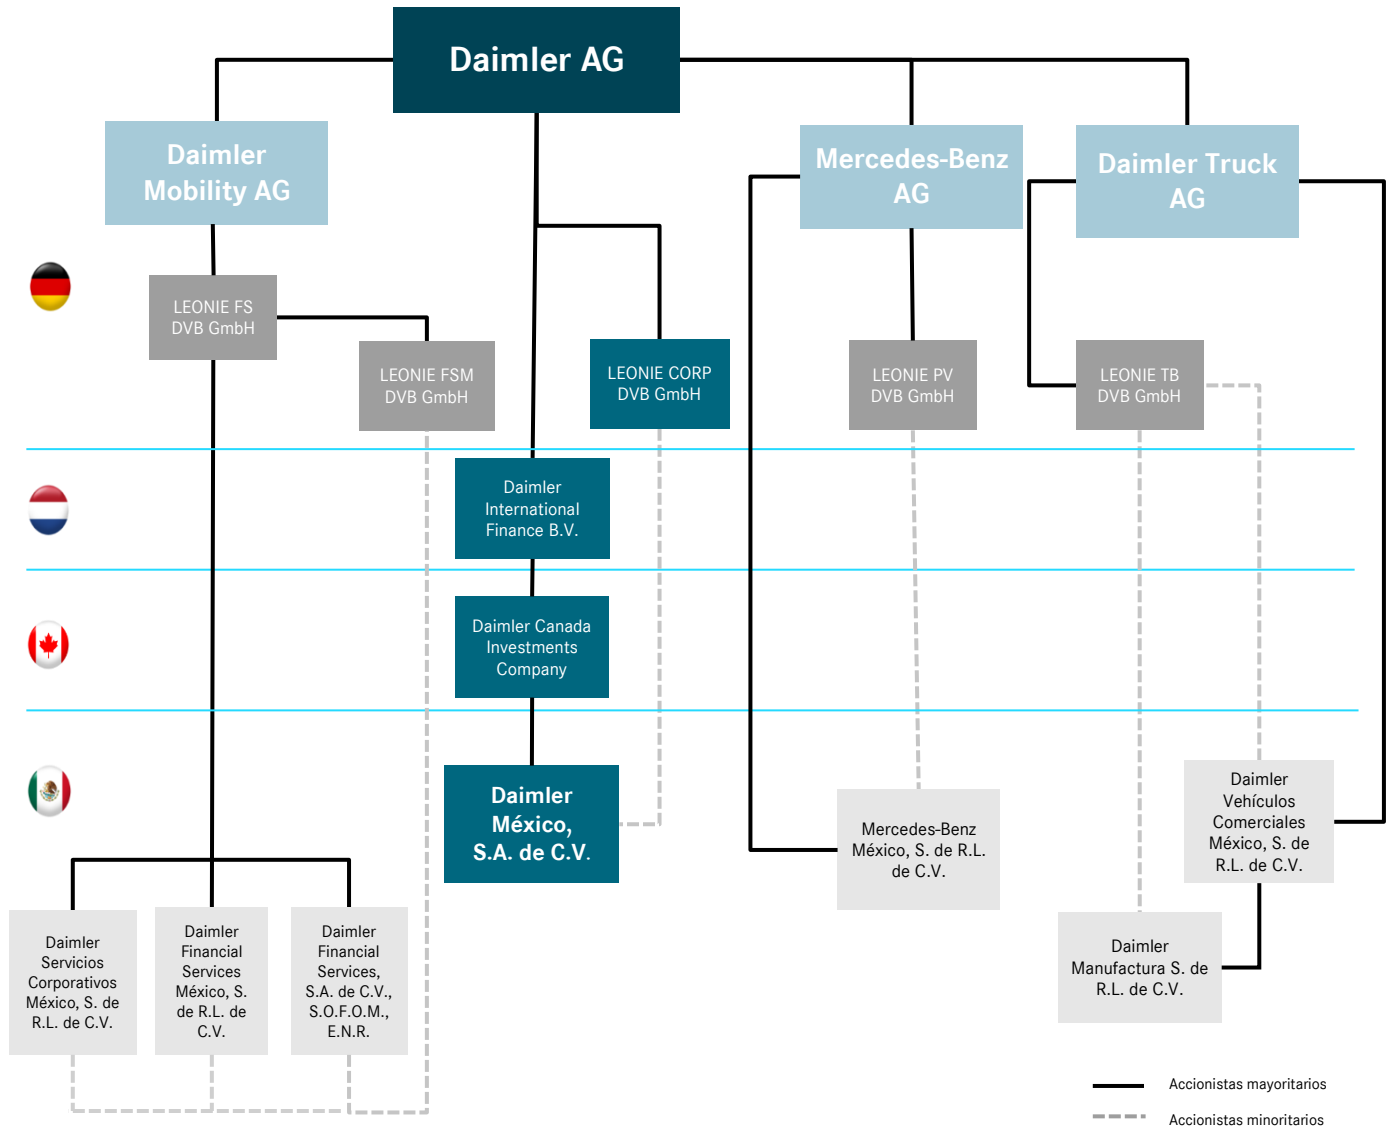 Daimler AG
Daimler
Mobility AG
Mercedes-Benz
AG
Daimler Truck
AG
LEONIE FS
DVB GmbH
LEONIE FSM
DVB GmbH
LEONIE CORP
DVB GmbH
LEONIE PV
DVB GmbH
LEONIE TB
DVB GmbH
Daimler
International
Finance B.V.
Daimler Canada
Investments
Company
Daimler
México,
S.A. de C.V.
Mercedes-Benz
México, S. de R.L.
de C.V.
Daimler
Vehículos
Comerciales
México, S. de
R.L. de C.V.
Daimler
Servicios
Corporativos
México, S. de
R.L. de C.V.
Daimler
Financial
Services
México, S.
de R.L. de
C.V.
Daimler
Financial
Services,
S.A. de C.V.,
S.O.F.O.M.,
E.N.R.
Daimler
Manufactura S. de
R.L. de C.V.
Accionistas mayoritarios
Accionistas minoritarios